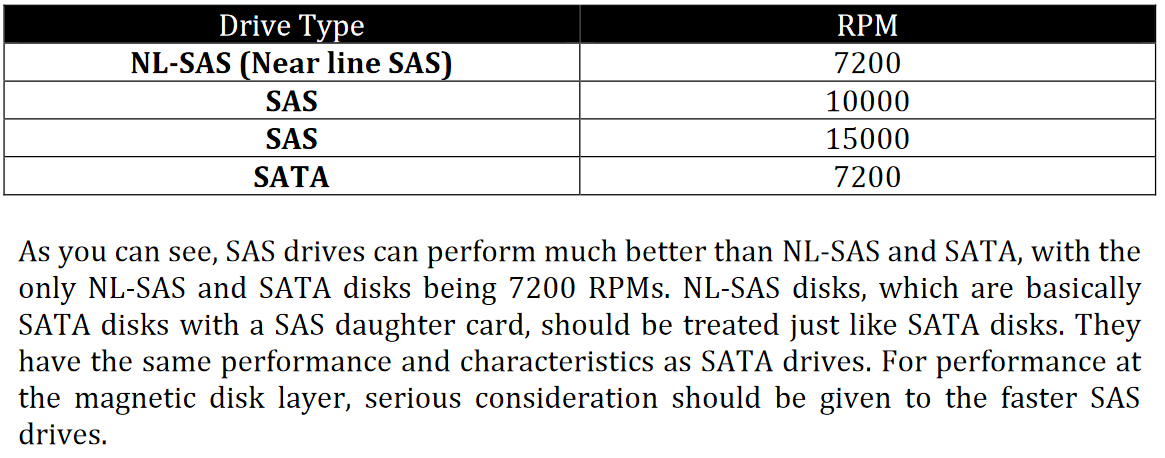 Drive Type RPM
NL-SAS (Near line SAS) 7200
SAS 10000
SAS 15000
SATA 7200
As you can see, SAS drives can perform much better than NL-SAS and SATA, with the
only NL-SAS and SATA disks being 7200 RPMs. NL-SAS disks, which are basically
SATA disks with a SAS daughter card, should be treated just like SATA disks. They
have the same performance and characteristics as SATA drives. For performance at
the magnetic disk layer, serious consideration should be given to the faster SAS
drives.